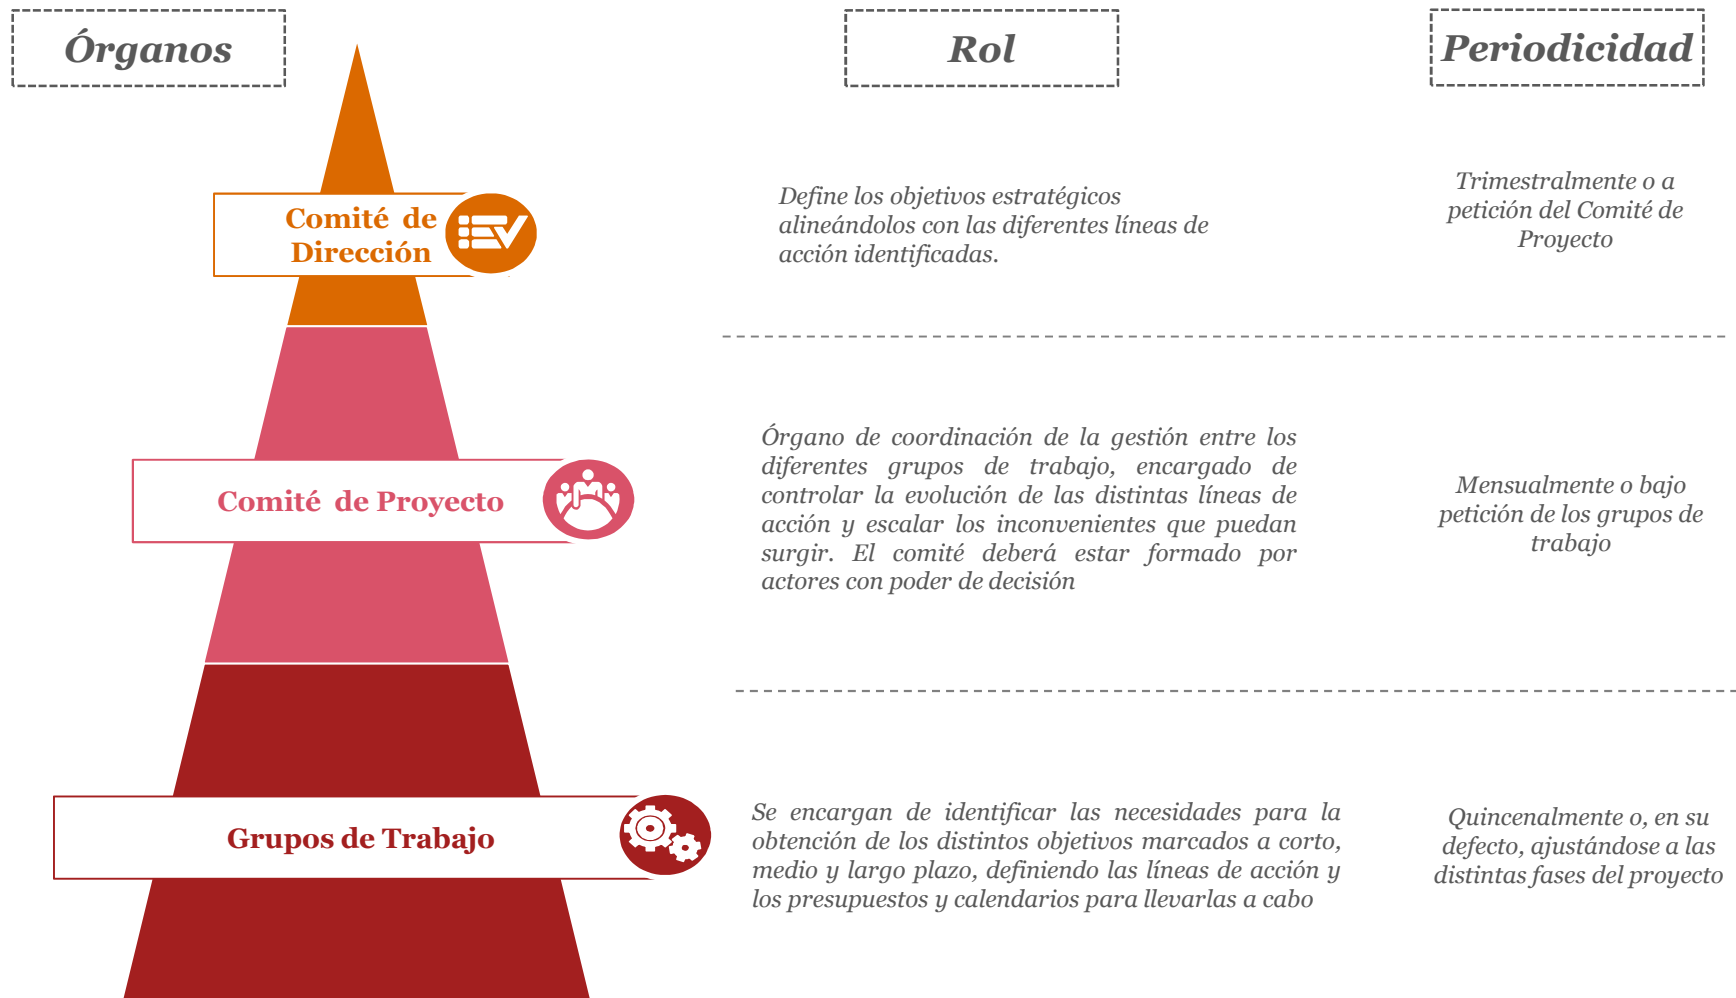 Órganos
Rol
Periodicidad
Comité de
Dirección
Define los objetivos estratégicos
alineándolos con las diferentes líneas de
acción identificadas.
Trimestralmente o a
petición del Comité de
Proyecto
Comité de Proyecto
Órgano de coordinación de la gestión entre los
diferentes grupos de trabajo, encargado de
controlar la evolución de las distintas líneas de
acción y escalar los inconvenientes que puedan
surgir. El comité deberá estar formado por
actores con poder de decisión
Mensualmente o bajo
petición de los grupos de
trabajo
Grupos de Trabajo
Se encargan de identificar las necesidades para la
obtención de los distintos objetivos marcados a corto,
medio y largo plazo, definiendo las líneas de acción y
los presupuestos y calendarios para llevarlas a cabo
Quincenalmente o, en su
defecto, ajustándose a las
distintas fases del proyecto